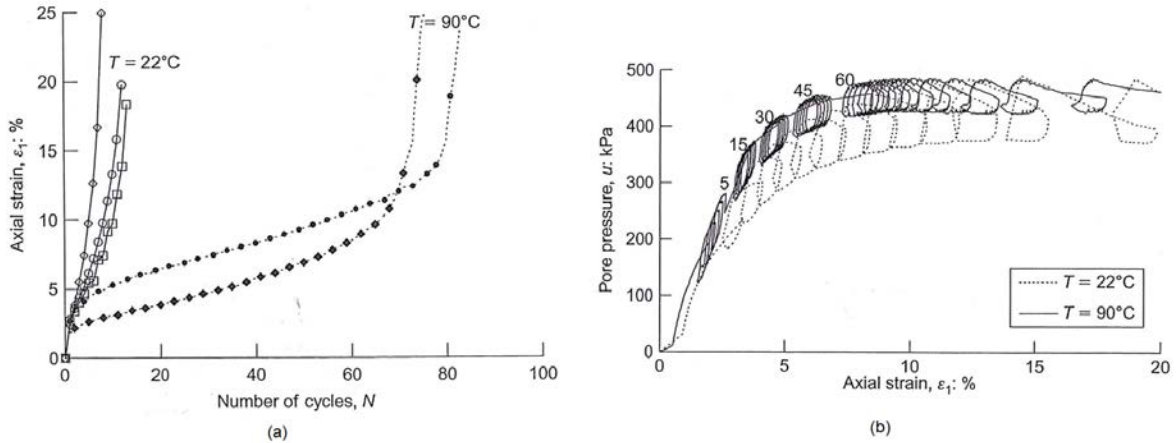 25
20
15
10
5
0
Axial strain, ε₁: %
T = 22°C
T = 90°C
0
20
40
60
80
100
Number of cycles, N
(a)
500
400
300
200
100
0
Pore pressure, u: kPa
5
15
30
45
60
T = 22°C
T = 90°C
0
5
10
15
20
Axial strain, ε₁: %
(b)